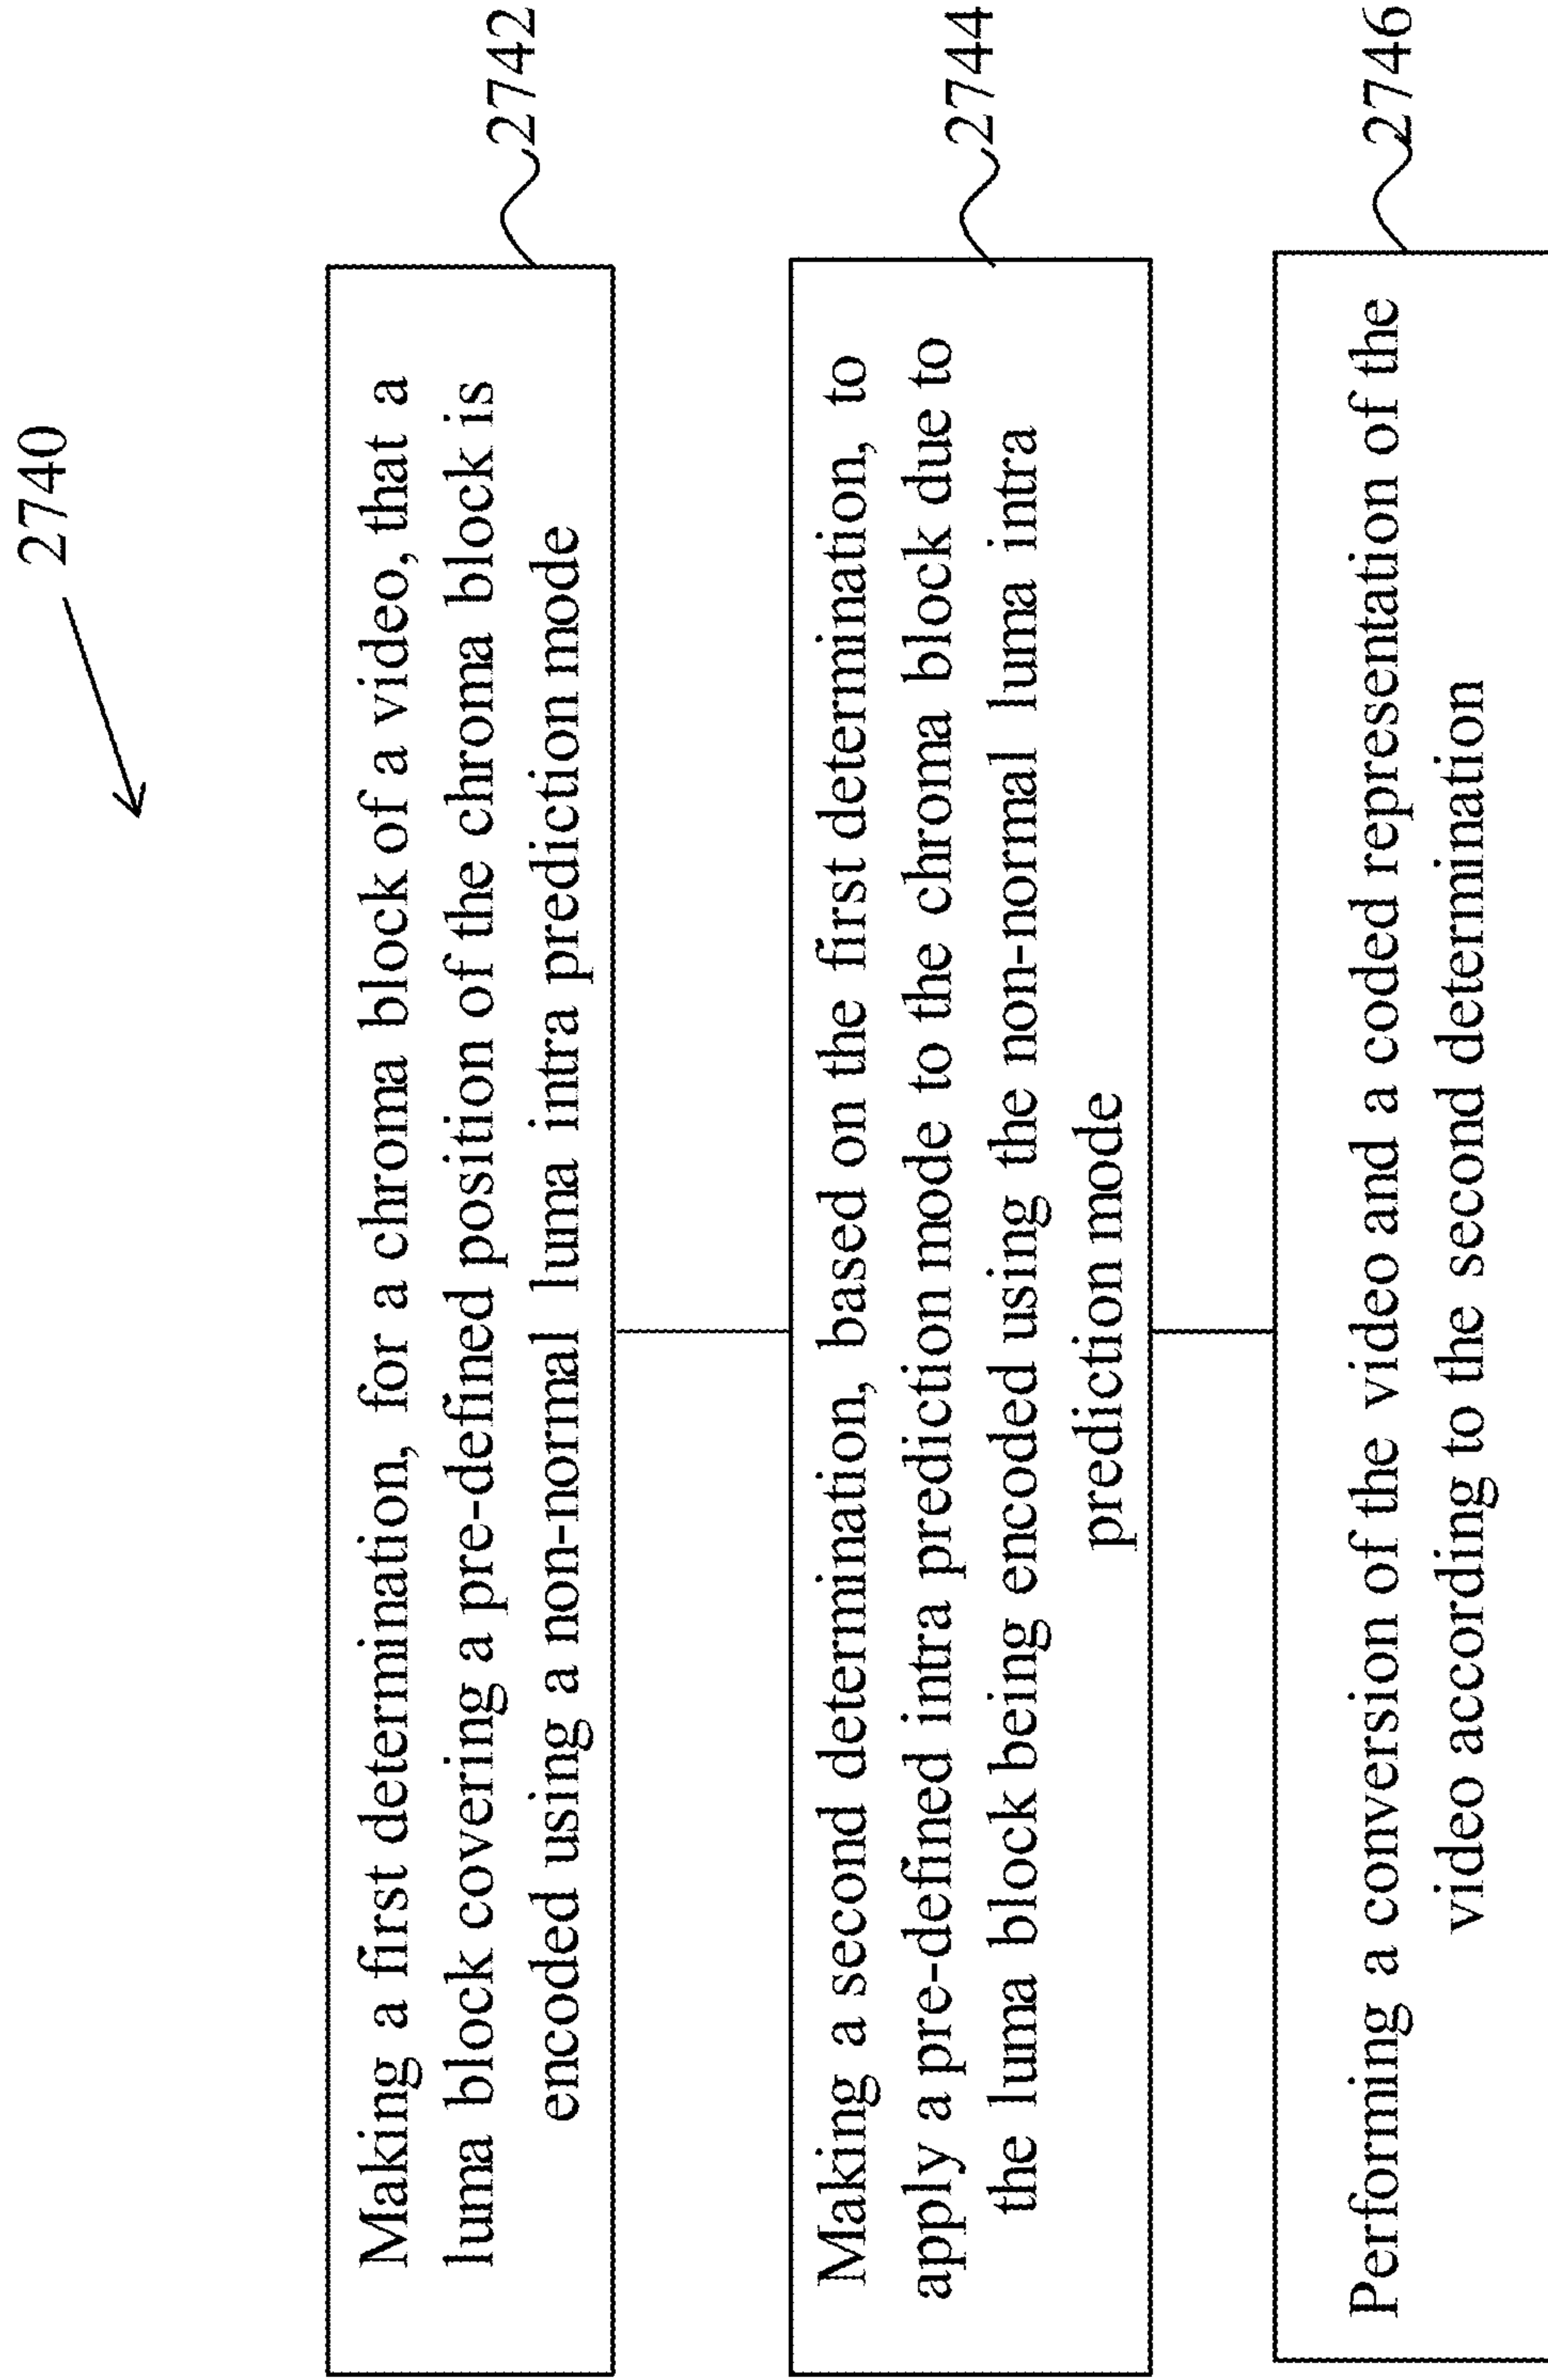 2740
Making a first determination, for a chroma block of a video, that a
luma block covering a pre-defined position of the chroma block is
encoded using a non-normal luma intra prediction mode
2742
Making a second determination, based on the first determination, to
apply a pre-defined intra prediction mode to the chroma block due to
the luma block being encoded using the non-normal luma intra
prediction mode
2744
Performing a conversion of the video and a coded representation of the
video according to the second determination
2746